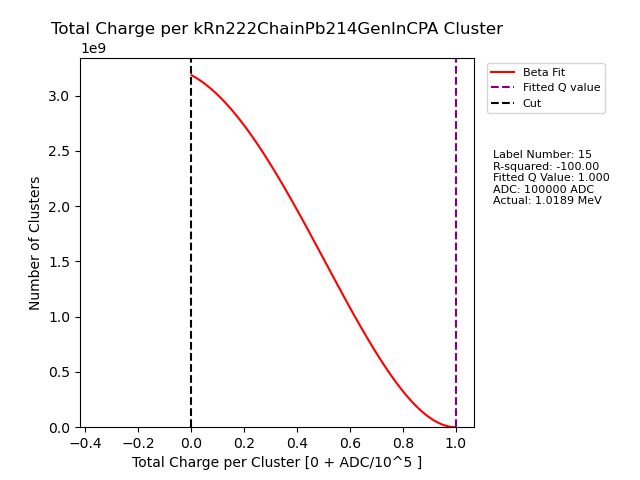 Total Charge per kRn222ChainPb214GenInCPA Cluster
1e9
3.0
2.5
2.0
1.5
1.0
0.5
0.0
Number of Clusters
−0.4 −0.2 0.0 0.2 0.4 0.6 0.8 1.0
Total Charge per Cluster [0 + ADC/10^5 ]
Beta Fit
Fitted Q value
Cut
Label Number: 15
R-squared: -100.00
Fitted Q Value: 1.000
ADC: 100000 ADC
Actual: 1.0189 MeV